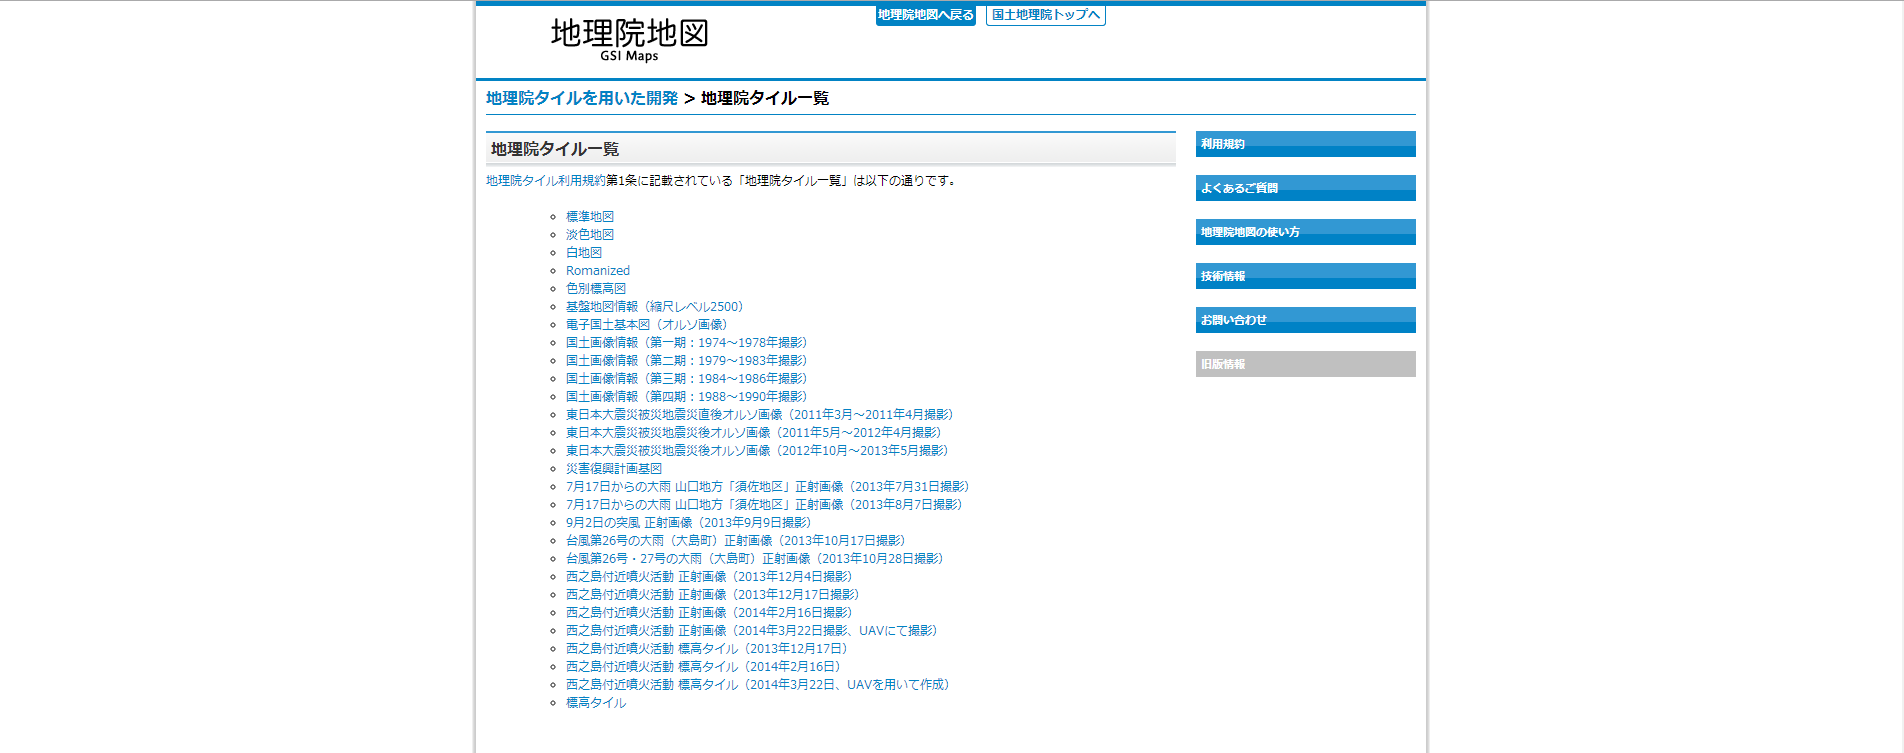 地理院地図へ戻る 国土地理院トップへ
地理院地図
GSI Maps
地理院タイルを用いた開発 > 地理院タイル一覧
地理院タイル一覧
地理院タイル利用規約第1条に記載されている「地理院タイル一覧」は以下の通りです。
標準地図
淡色地図
白地図
Romanized
色別標高図
基盤地図情報（縮尺レベル2500）
電子国土基本図（オルソ画像）
国土画像情報（第一期：1974～1978年撮影）
国土画像情報（第二期：1979～1983年撮影）
国土画像情報（第三期：1984～1986年撮影）
国土画像情報（第四期：1988～1990年撮影）
東日本大震災被災地震災直後オルソ画像（2011年3月～2011年4月撮影）
東日本大震災被災地震災後オルソ画像（2011年5月～2012年4月撮影）
東日本大震災被災地震災後オルソ画像（2012年10月～2013年5月撮影）
災害復興計画基図
7月17日からの大雨 山口地方「須佐地区」正射画像（2013年7月31日撮影）
7月17日からの大雨 山口地方「須佐地区」正射画像（2013年8月7日撮影）
9月2日の突風 正射画像（2013年9月9日撮影）
台風第26号の大雨（大島町）正射画像（2013年10月17日撮影）
台風第26号・27号の大雨（大島町）正射画像（2013年10月28日撮影）
西之島付近噴火活動 正射画像（2013年12月4日撮影）
西之島付近噴火活動 正射画像（2013年12月17日撮影）
西之島付近噴火活動 正射画像（2014年2月16日撮影）
西之島付近噴火活動 正射画像（2014年3月22日撮影、UAVにて撮影）
西之島付近噴火活動 標高タイル（2013年12月17日）
西之島付近噴火活動 標高タイル（2014年2月16日）
西之島付近噴火活動 標高タイル（2014年3月22日、UAVを用いて作成）
標高タイル
利用規約
よくあるご質問
地理院地図の使い方
技術情報
お問い合わせ
旧版情報